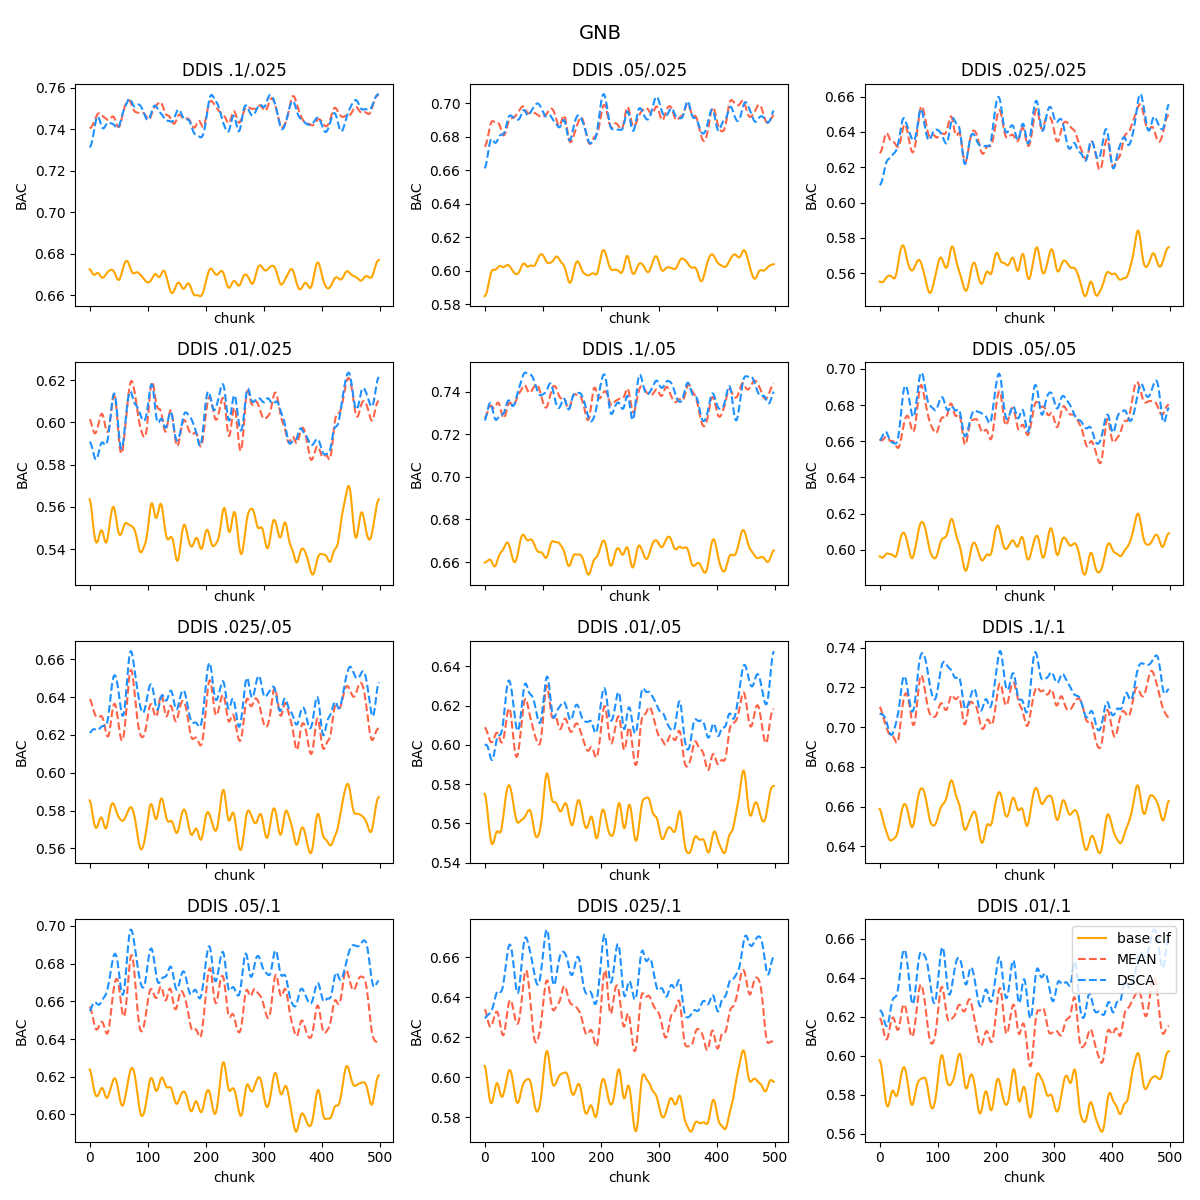 GNB
DDIS .1/.025
DDIS .05/.025
DDIS .025/.025
BAC
0.76
0.74
0.72
0.70
0.68
0.66
chunk
BAC
0.70
0.68
0.66
0.64
0.62
0.60
0.58
chunk
BAC
0.66
0.64
0.62
0.60
0.58
0.56
chunk
DDIS .01/.025
DDIS .1/.05
DDIS .05/.05
BAC
0.62
0.60
0.58
0.56
0.54
chunk
BAC
0.74
0.72
0.70
0.68
0.66
chunk
BAC
0.70
0.68
0.66
0.64
0.62
0.60
chunk
DDIS .025/.05
DDIS .01/.05
DDIS .1/.1
BAC
0.66
0.64
0.62
0.60
0.58
0.56
chunk
BAC
0.64
0.62
0.60
0.58
0.56
0.54
chunk
BAC
0.74
0.72
0.70
0.68
0.66
0.64
chunk
DDIS .05/.1
DDIS .025/.1
DDIS .01/.1
BAC
0.70
0.68
0.66
0.64
0.62
0.60
0 100 200 300 400 500
chunk
BAC
0.66
0.64
0.62
0.60
0.58
0 100 200 300 400 500
chunk
BAC
0.66
0.64
0.62
0.60
0.58
0.56
0 100 200 300 400 500
chunk
base clf
MEAN
DSCA